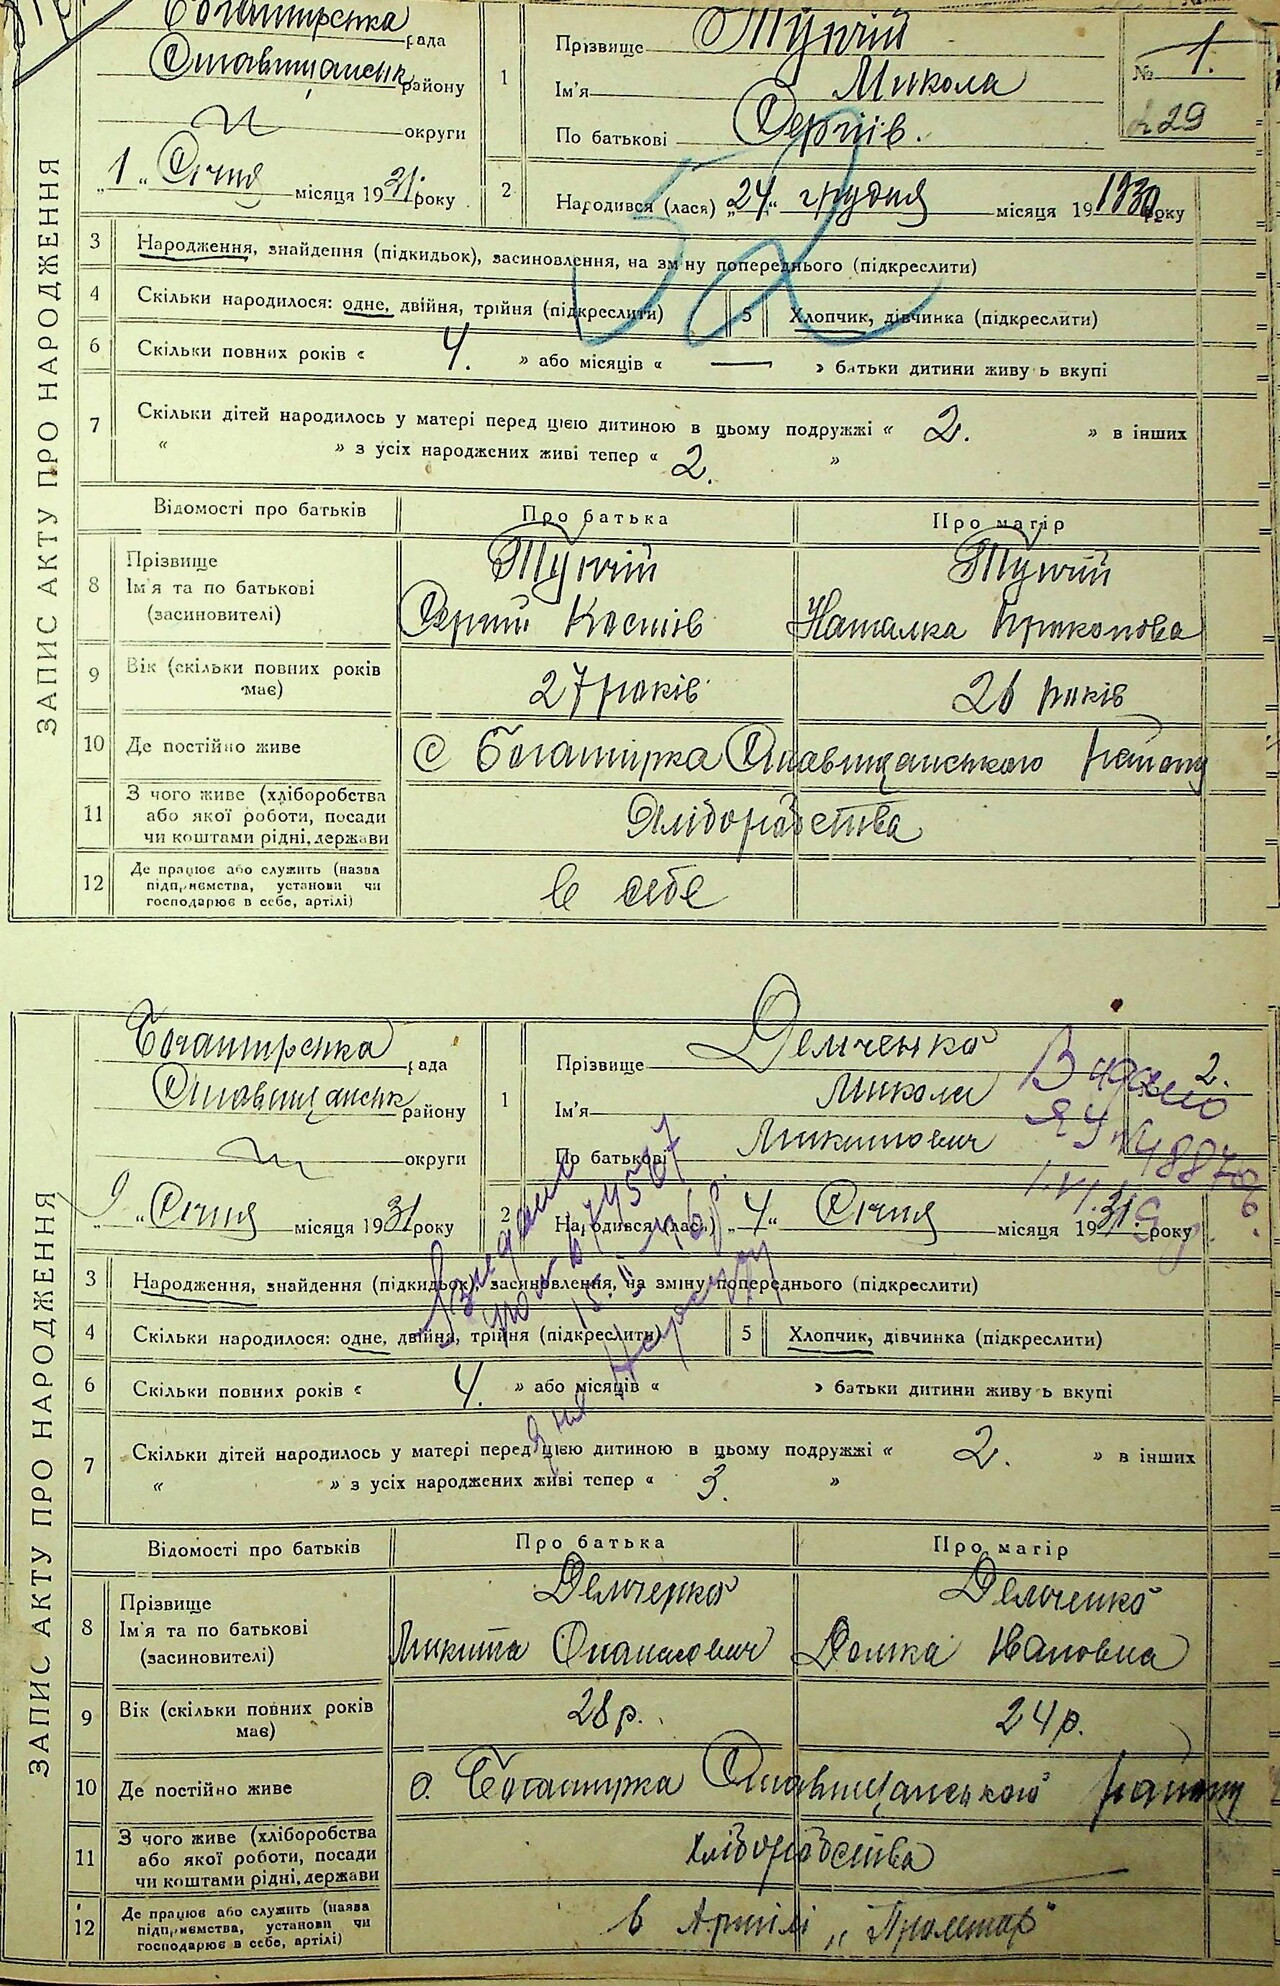 ЗАПИС АКТУ ПРО НАРОДЖЕННЯ
Богатирська рада
Ставищанськ району
округи
„1“ Січня місяця 1931 року
1 Прізвище
Ім'я Микола
По батькові Сергіїв.
№ 1.
229
52
2 Народився (лася) „24“ грудня місяця 19 1930 року
3 Народження, знайдення (підкидьок), засиновлення, на зміну попереднього (підкреслити)
4 Скільки народилося: одне, двійня, трійня (підкреслити) 5 Хлопчик, дівчинка (підкреслити)
6 Скільки повних років « 4. » або місяців « — » батьки дитини живуть вкупі
7 Скільки дітей народилось у матері перед цією дитиною в цьому подружжі « 2. » в інших
“ » з усіх народжених живі тепер « 2. »
Відомості про батьків Про батька Про матір
8 Прізвище
Ім'я та по батькові Сергій Костів Наталка Прокопова
(засиновителі)
9 Вік (скільки повних років має) 27 років 26 років
10 Де постійно живе с Богатирка Ставищанського району
11 З чого живе (хліборобства
або якої роботи, посади Хліборобства
чи коштами рідні, держави
12 Де працює або служить (назва
підприємства, установи чи в себе
господарює в себе, артілі)
ЗАПИС АКТУ ПРО НАРОДЖЕННЯ
Богатирська рада
Ставищанськ району
округи
„9“ Січня місяця 1931 року
1 Прізвище Демченко
Ім'я Микола
По батькові Микитович
2.
Видано
ЯЧ
2 Народився (лася) „4“ Січня місяця 1931 року
3 Народження, знайдення (підкидьок), засиновлення, на зміну попереднього (підкреслити)
4 Скільки народилося: одне, двійня, трійня (підкреслити) 5 Хлопчик, дівчинка (підкреслити)
6 Скільки повних років « 4. » або місяців « » батьки дитини живуть вкупі
7 Скільки дітей народилось у матері перед цією дитиною в цьому подружжі « 2. » в інших
“ » з усіх народжених живі тепер « 3. »
Відомості про батьків Про батька Про матір
8 Прізвище Демченко Демченко
Ім'я та по батькові Микита Опанасович Домка Івановна
(засиновителі)
9 Вік (скільки повних років має) 28 р. 24 р.
10 Де постійно живе с. Богатирка Ставищанського району
11 З чого живе (хліборобства
або якої роботи, посади хліборобства
чи коштами рідні, держави
12 Де працює або служить (назва
підприємства, установи чи в Артілі
господарює в себе, артілі)